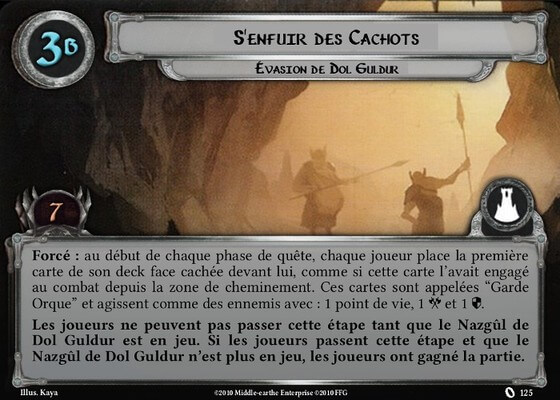 3B
S'enfuir des Cachots
Évasion de Dol Guldur
7
Forcé : au début de chaque phase de quête, chaque joueur place la première
carte de son deck face cachée devant lui, comme si cette carte l'avait engagé
au combat depuis la zone de cheminement. Ces cartes sont appelées "Garde
Orque" et agissent comme des ennemis avec : 1 point de vie, 1 et 1 .
Les joueurs ne peuvent pas passer cette étape tant que le Nazgûl de
Dol Guldur est en jeu. Si les joueurs passent cette étape et que le
Nazgûl de Dol Guldur n'est plus en jeu, les joueurs ont gagné la partie.
Illus. Kaya
©2010 Middle-earthe Enterprise ©2010 FFG
125